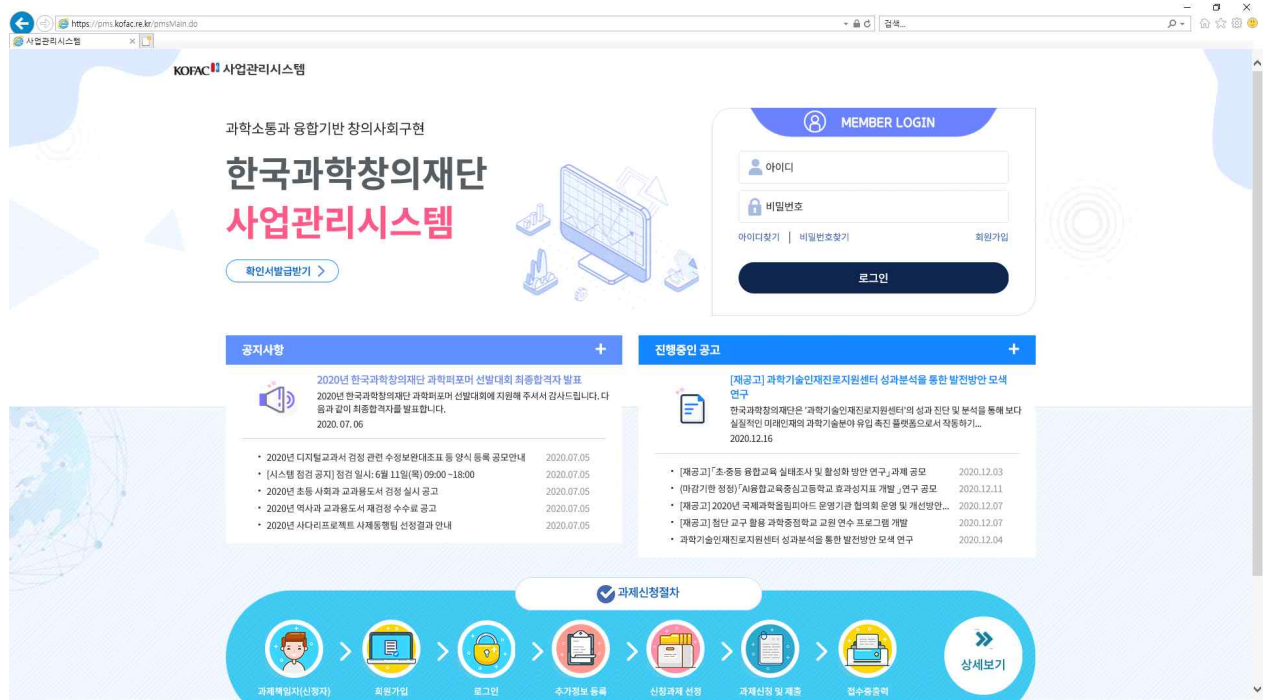 https://pms.kofac.re.kr/pmsMain.do
검색...
사업관리시스템
KOFAC 사업관리시스템
과학소통과 융합기반 창의사회구현
한국과학창의재단
사업관리시스템
확인서발급받기
MEMBER LOGIN
아이디
비밀번호
아이디찾기 | 비밀번호찾기 회원가입
로그인
공지사항 +
2020년 한국과학창의재단 과학퍼포머 선발대회 최종합격자 발표
2020년 한국과학창의재단 과학퍼포머 선발대회에 지원해 주셔서 감사드립니다. 다
음과 같이 최종합격자를 발표합니다.
2020. 07. 06
· 2020년 디지털교과서 검정 관련 수정보완대조표 등 양식 등록 공모안내 2020.07.05
· [시스템 점검 공지] 점검 일시: 6월 11일(목) 09:00 ~18:00 2020.07.05
· 2020년 초등 사회과 교과용도서 검정 실시 공고 2020.07.05
· 2020년 역사과 교과용도서 재검정 수수료 공고 2020.07.05
· 2020년 사다리프로젝트 사제동행팀 선정결과 안내 2020.07.05
진행중인 공고 +
[재공고] 과학기술인재진로지원센터 성과분석을 통한 발전방안 모색
연구
한국과학창의재단은 '과학기술인재진로지원센터'의 성과 진단 및 분석을 통해 보다
실질적인 미래인재의 과학기술분야 유입 촉진 플랫폼으로서 작동하기...
2020.12.16
· [재공고]「초·중등 융합교육 실태조사 및 활성화 방안 연구」과제 공모 2020.12.03
· (마감기한 정정)「AI융합교육중심고등학교 효과성지표 개발 」연구 공모 2020.12.11
· [재공고] 2020년 국제과학올림피아드 운영기관 협의회 운영 및 개선방안... 2020.12.07
· [재공고] 첨단 교구 활용 과학중점학교 교원 연수 프로그램 개발 2020.12.07
· 과학기술인재진로지원센터 성과분석을 통한 발전방안 모색 연구 2020.12.04
과제신청절차
과제책임자(신청자)
회원가입
로그인
추가정보 등록
신청과제 선정
과제신청 및 제출
접수증출력
상세보기